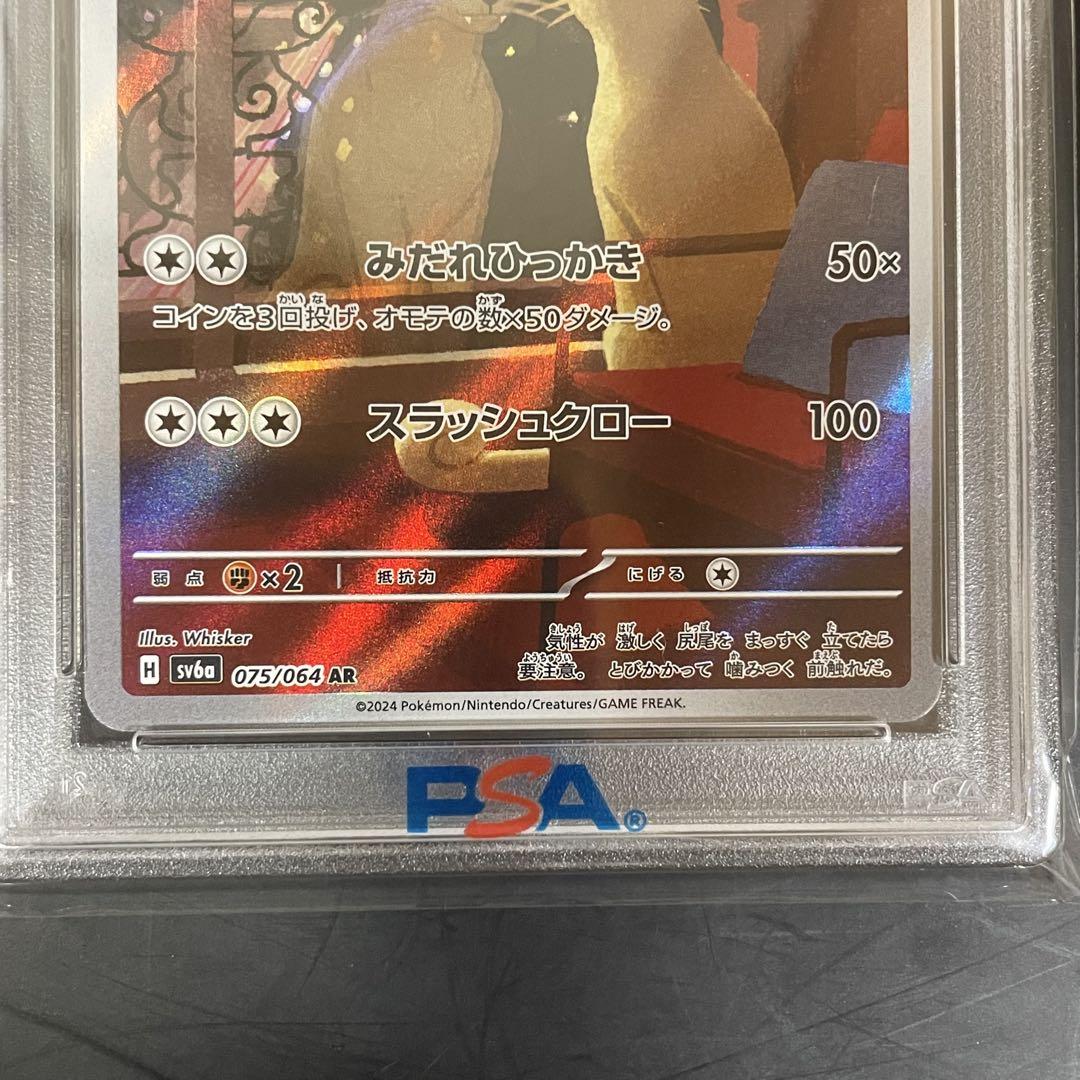 みだれひっかき 50×
コインを3回投げ、オモテの数×50ダメージ。
スラッシュクロー 100
弱点 ×2 抵抗力 にげる
Illus. Whisker
気性が 激しく 尻尾を まっすぐ 立てたら
要注意。 とびかかって 噛みつく 前触れだ。
H sv6a 075/064 AR
©2024 Pokémon/Nintendo/Creatures/GAME FREAK.
PSA®
PSA